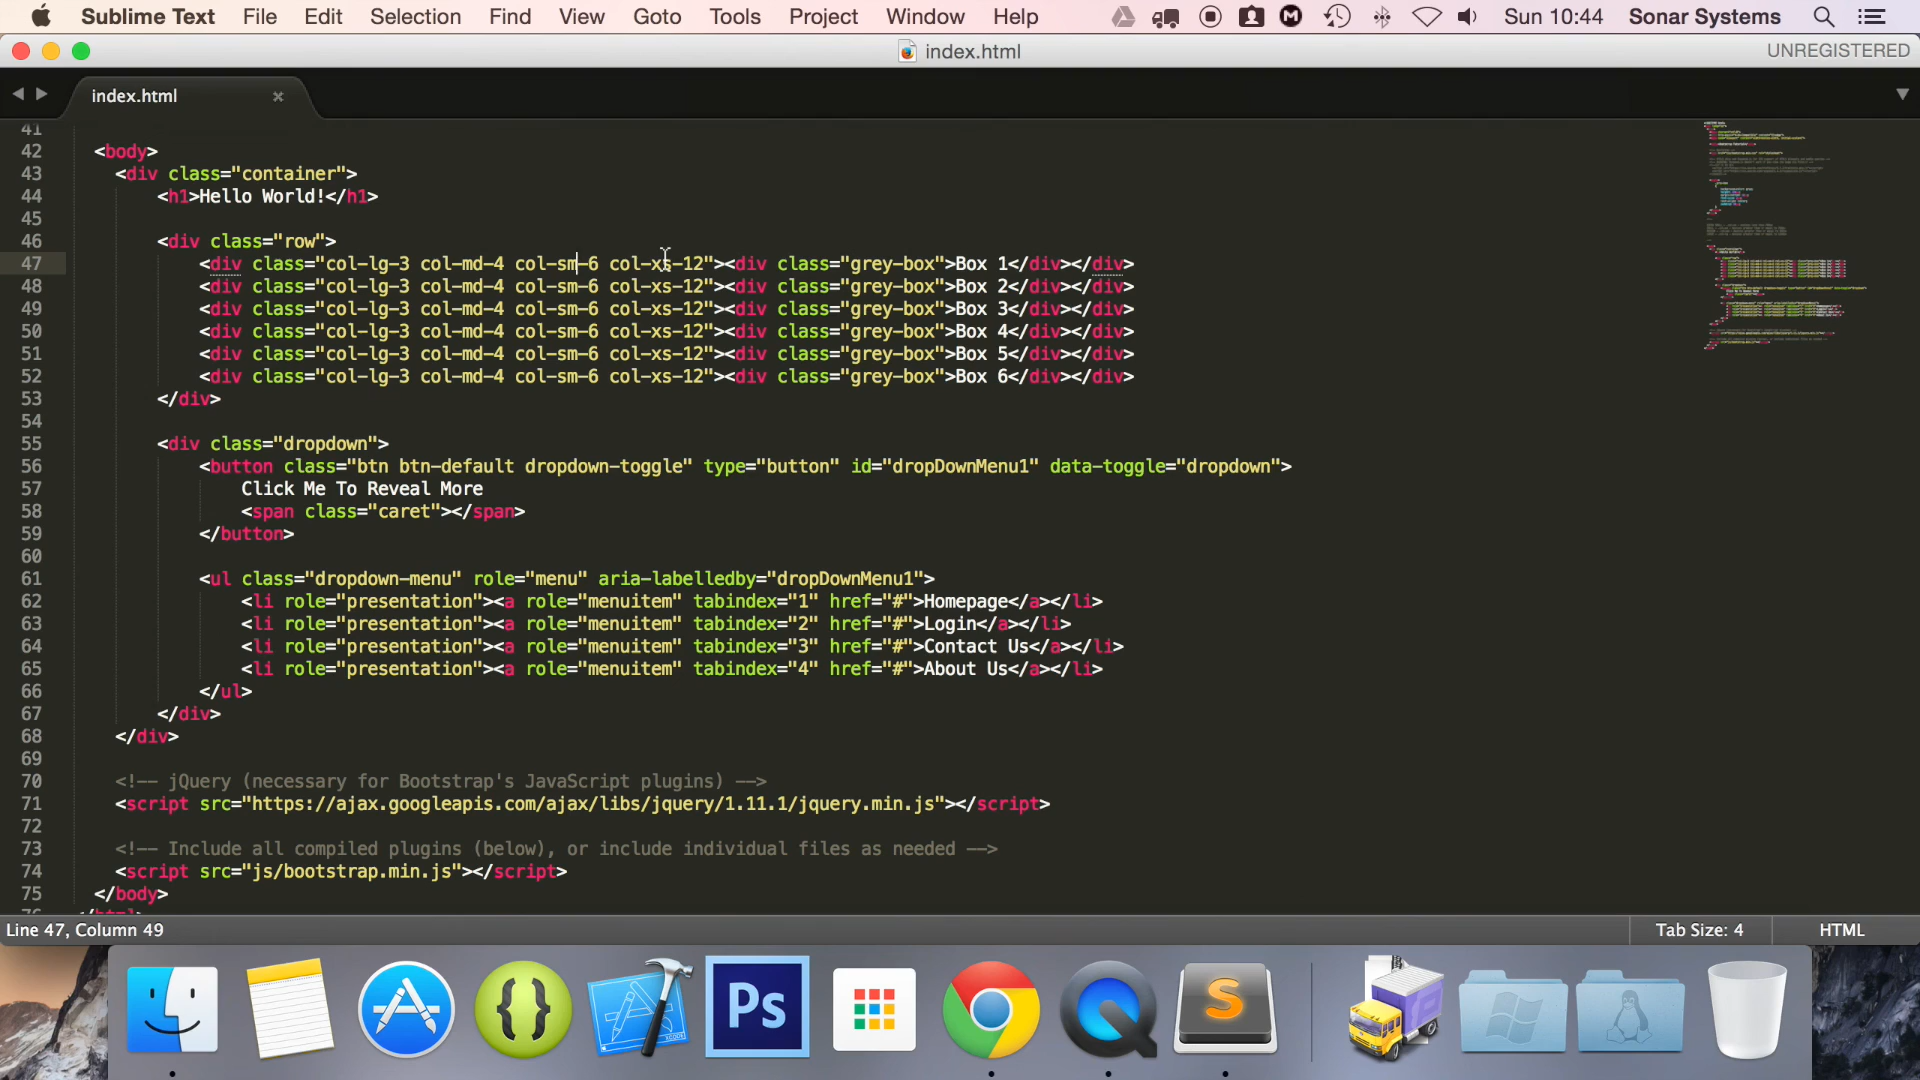 Sublime Text File Edit Selection Find View Goto Tools Project Window Help Sun 10:44 Sonar Systems
index.html UNREGISTERED
index.html
41
42 <body>
43 <div class="container">
44 <h1>Hello World!</h1>
45
46 <div class="row">
47 <div class="col-lg-3 col-md-4 col-sm-6 col-xs-12"><div class="grey-box">Box 1</div></div>
48 <div class="col-lg-3 col-md-4 col-sm-6 col-xs-12"><div class="grey-box">Box 2</div></div>
49 <div class="col-lg-3 col-md-4 col-sm-6 col-xs-12"><div class="grey-box">Box 3</div></div>
50 <div class="col-lg-3 col-md-4 col-sm-6 col-xs-12"><div class="grey-box">Box 4</div></div>
51 <div class="col-lg-3 col-md-4 col-sm-6 col-xs-12"><div class="grey-box">Box 5</div></div>
52 <div class="col-lg-3 col-md-4 col-sm-6 col-xs-12"><div class="grey-box">Box 6</div></div>
53 </div>
54
55 <div class="dropdown">
56 <button class="btn btn-default dropdown-toggle" type="button" id="dropDownMenu1" data-toggle="dropdown">
57 Click Me To Reveal More
58 <span class="caret"></span>
59 </button>
60
61 <ul class="dropdown-menu" role="menu" aria-labelledby="dropDownMenu1">
62 <li role="presentation"><a role="menuitem" tabindex="1" href="#">Homepage</a></li>
63 <li role="presentation"><a role="menuitem" tabindex="2" href="#">Login</a></li>
64 <li role="presentation"><a role="menuitem" tabindex="3" href="#">Contact Us</a></li>
65 <li role="presentation"><a role="menuitem" tabindex="4" href="#">About Us</a></li>
66 </ul>
67 </div>
68 </div>
69
70 <!-- jQuery (necessary for Bootstrap's JavaScript plugins) -->
71 <script src="https://ajax.googleapis.com/ajax/libs/jquery/1.11.1/jquery.min.js"></script>
72
73 <!-- Include all compiled plugins (below), or include individual files as needed -->
74 <script src="js/bootstrap.min.js"></script>
75 </body>
Line 47, Column 49 Tab Size: 4 HTML
Ps